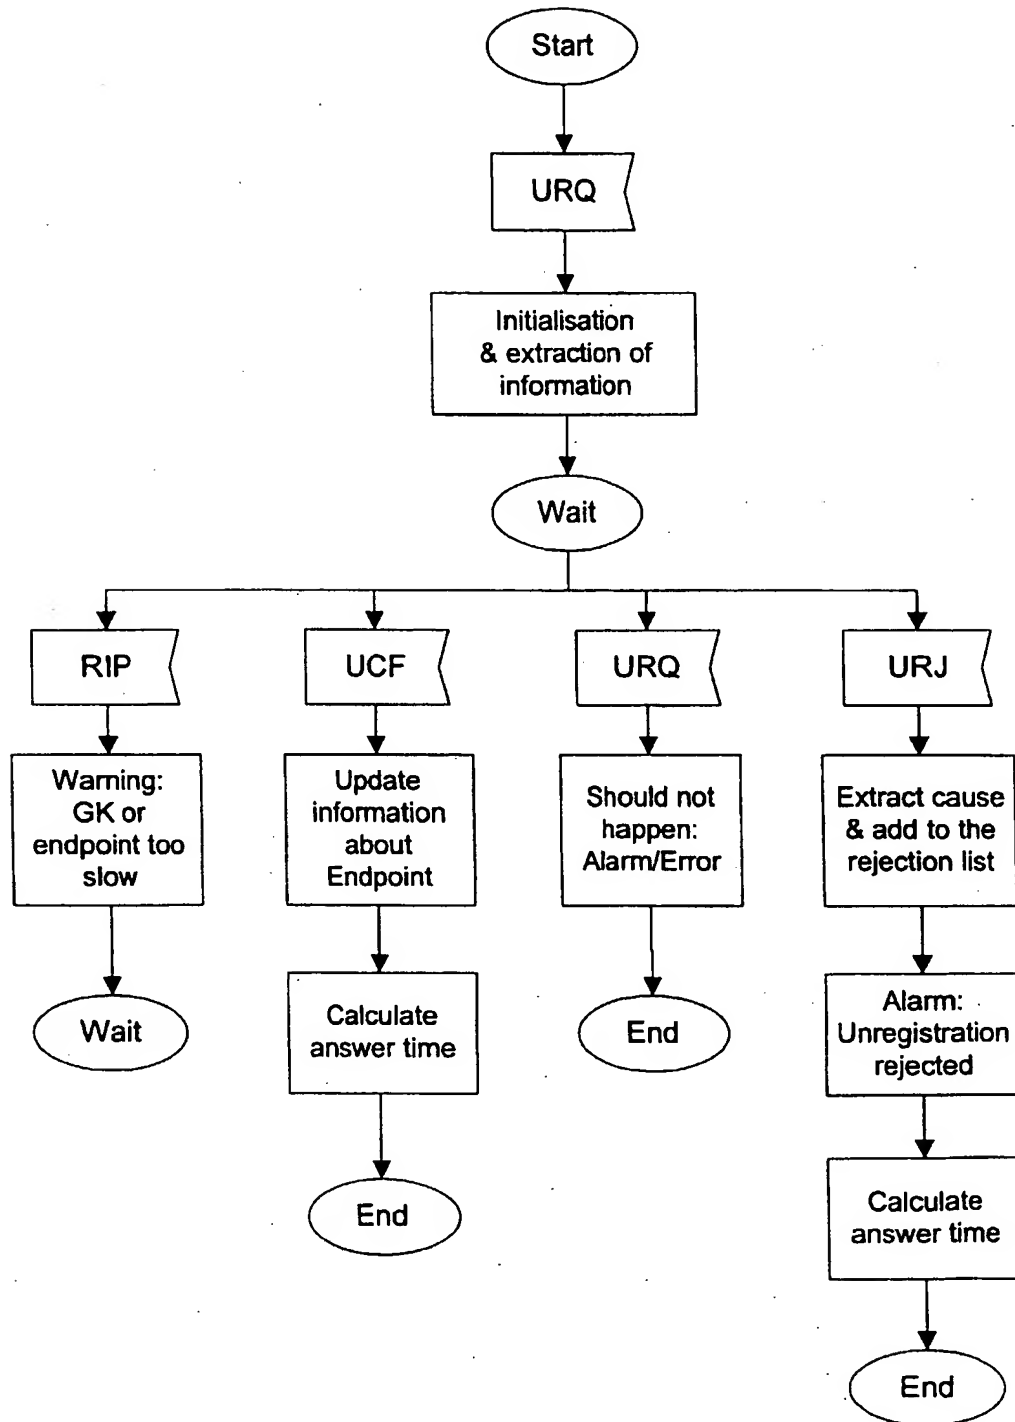 Start
URQ
Initialisation
& extraction of
information
Wait
RIP
UCF
URQ
URJ
Warning:
GK or
endpoint too
slow
Update
information
about
Endpoint
Should not
happen:
Alarm/Error
Extract cause
& add to the
rejection list
Wait
Calculate
answer time
End
Alarm:
Unregistration
rejected
End
Calculate
answer time
End